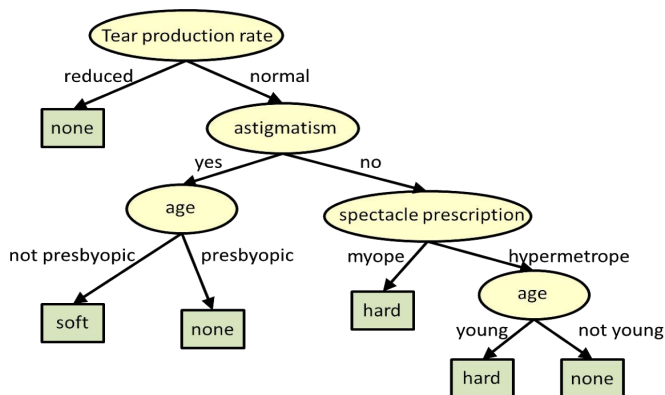 Tear production rate
reduced
normal
none
astigmatism
yes
no
age
spectacle prescription
not presbyopic
presbyopic
myope
hypermetrope
soft
none
hard
age
young
not young
hard
none